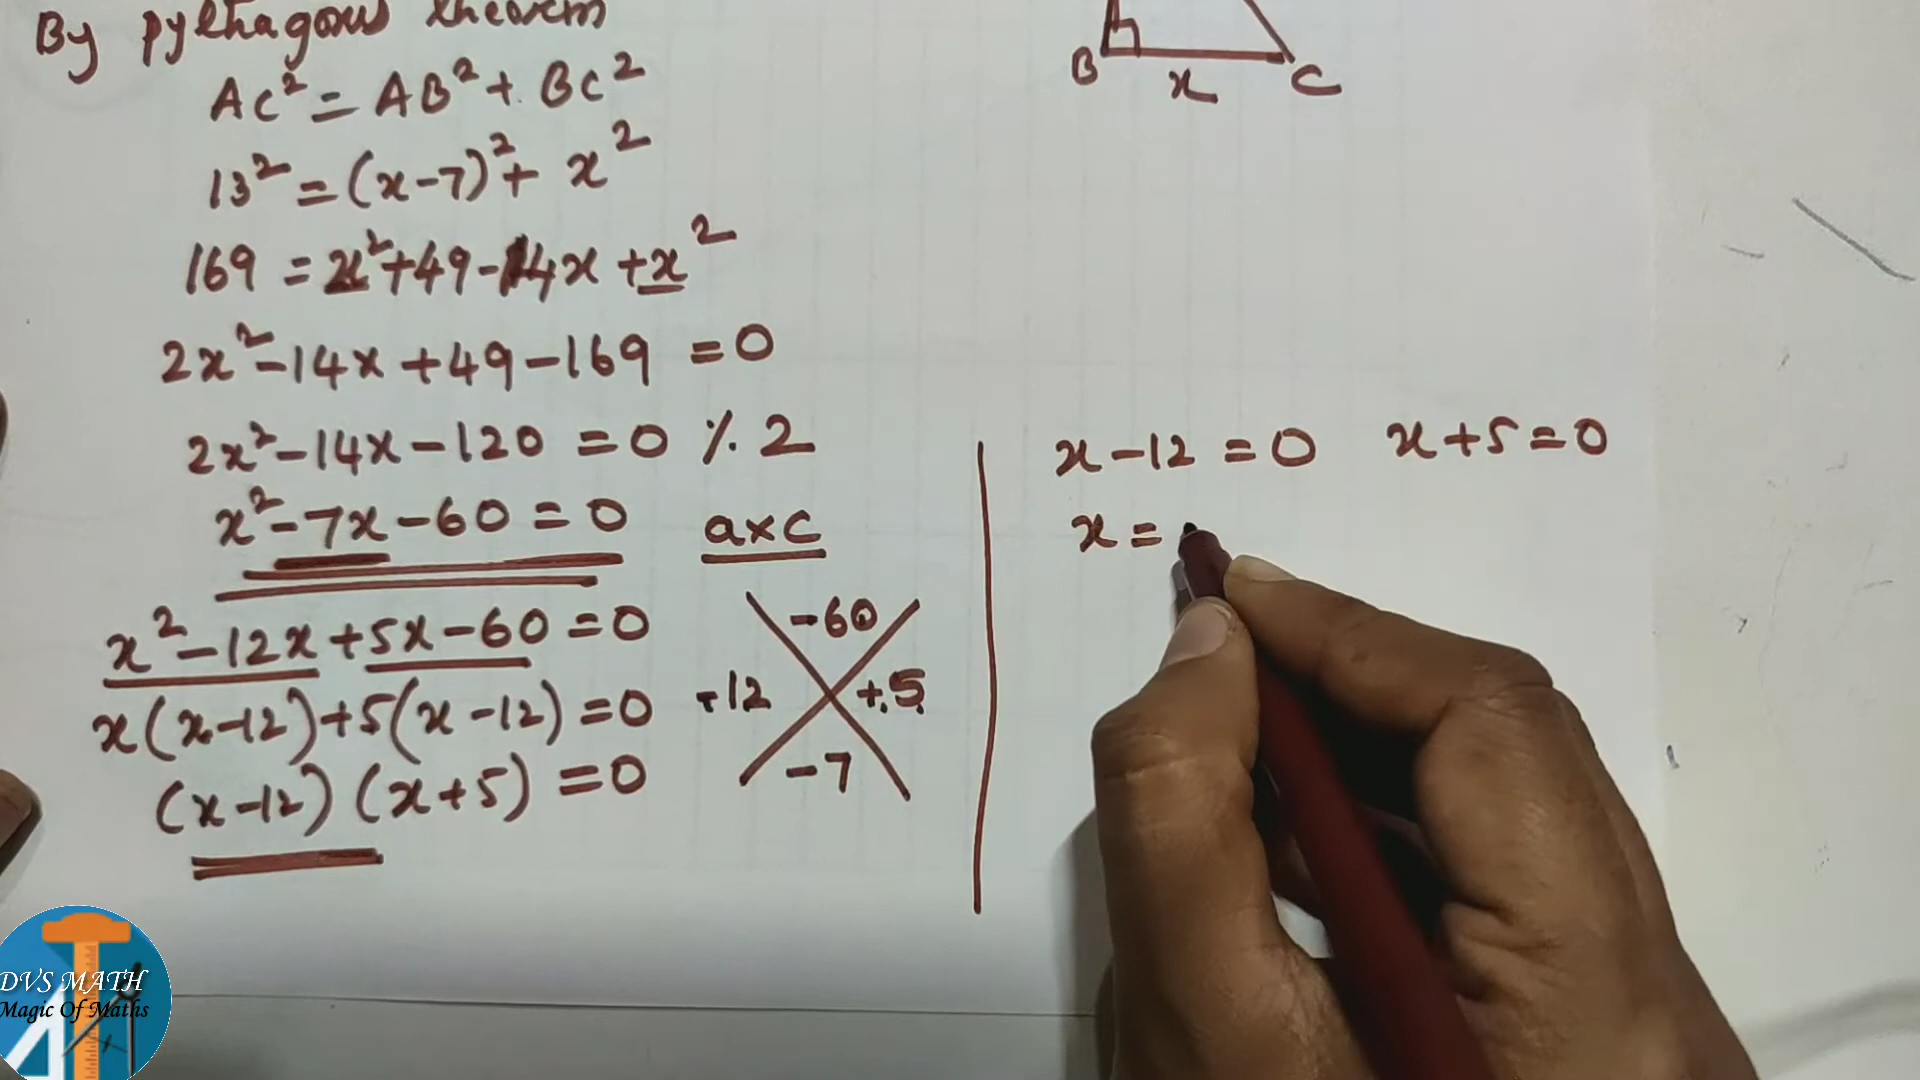 By pythagorus theorem
AC² = AB² + BC²
13² = (x-7)² + x²
169 = x² + 49 - 14x + x²
2x² - 14x + 49 - 169 = 0
2x² - 14x - 120 = 0 ⁒ 2
x² - 7x - 60 = 0 a×c
x² - 12x + 5x - 60 = 0
x(x-12) + 5(x-12) = 0
(x-12) (x+5) = 0
-60
-12 +5
-7
B x C
x - 12 = 0 x + 5 = 0
x =
DVS MATH
Magic Of Maths